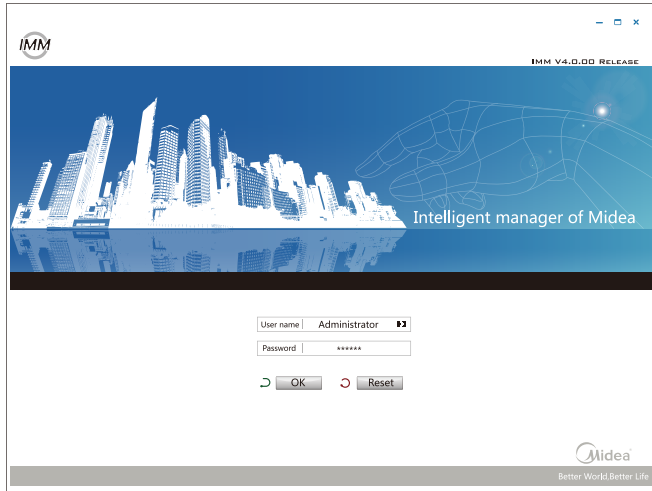 IMM
IMM V4.0.00 RELEASE
Intelligent manager of Midea
User name Administrator
Password ******
OK Reset
Midea
Better World.Better Life